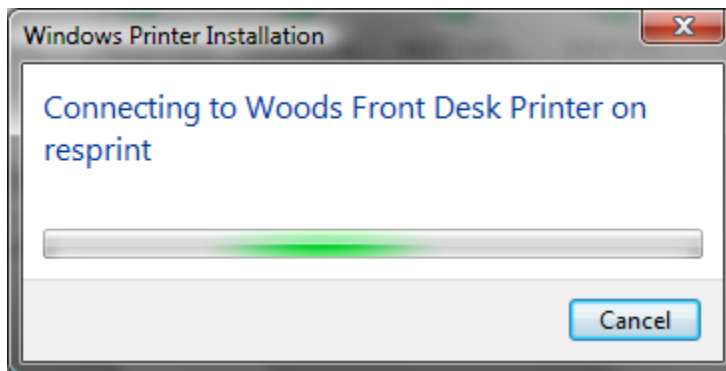 Windows Printer Installation
Connecting to Woods Front Desk Printer on
resprint
Cancel